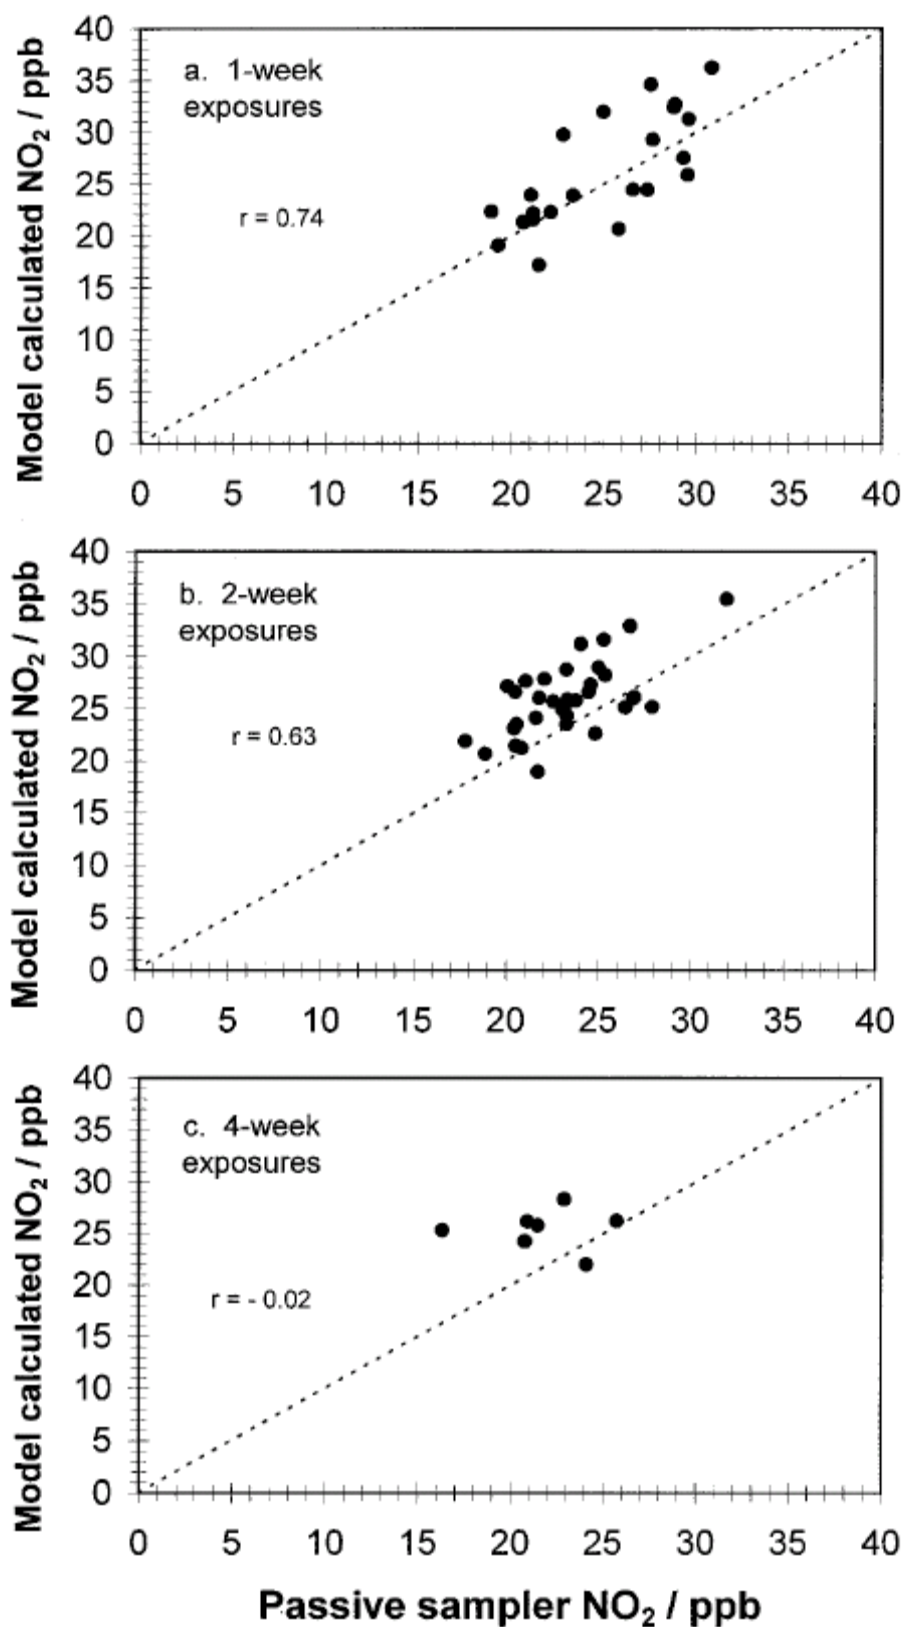 40
35
30
25
20
15
10
5
0
Model calculated NO₂ / ppb
a. 1-week
exposures
r = 0.74
0 5 10 15 20 25 30 35 40
40
35
30
25
20
15
10
5
0
Model calculated NO₂ / ppb
b. 2-week
exposures
r = 0.63
0 5 10 15 20 25 30 35 40
40
35
30
25
20
15
10
5
0
Model calculated NO₂ / ppb
c. 4-week
exposures
r = - 0.02
0 5 10 15 20 25 30 35 40
Passive sampler NO₂ / ppb